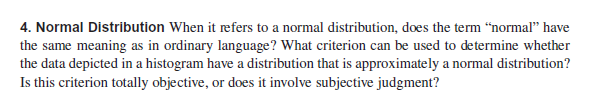 4. Normal Distribution When it refers to a normal distribution, does the term “normal” have
the same meaning as in ordinary language? What criterion can be used to determine whether
the data depicted in a histogram have a distribution that is approximately a normal distribution?
Is this criterion totally objective, or does it involve subjective judgment?